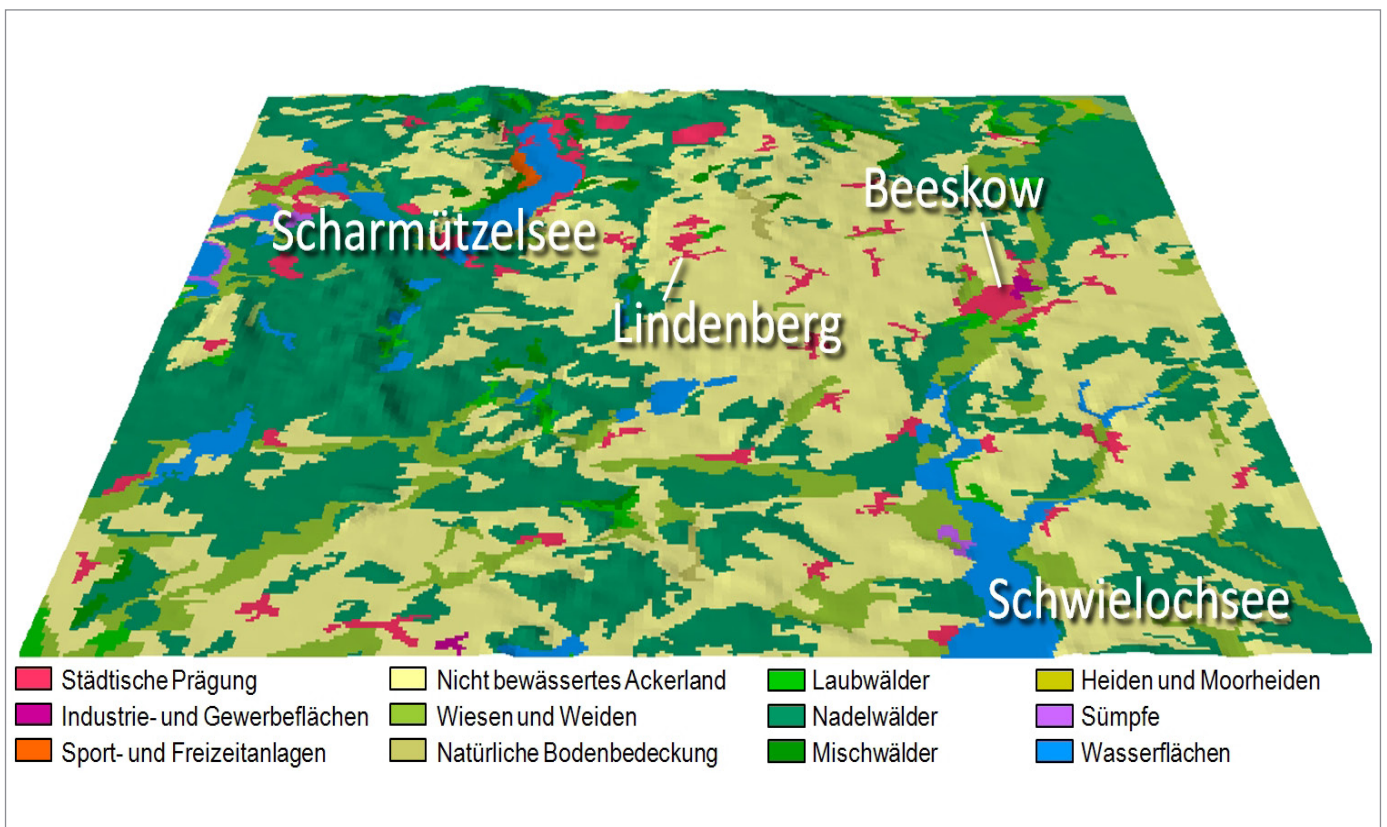 Beeskow
Scharmützelsee
Lindenberg
Schwielochsee
Städtische Prägung
Nicht bewässertes Ackerland
Laubwälder
Heiden und Moorheiden
Industrie- und Gewerbeflächen
Wiesen und Weiden
Nadelwälder
Sümpfe
Sport- und Freizeitanlagen
Natürliche Bodenbedeckung
Mischwälder
Wasserflächen